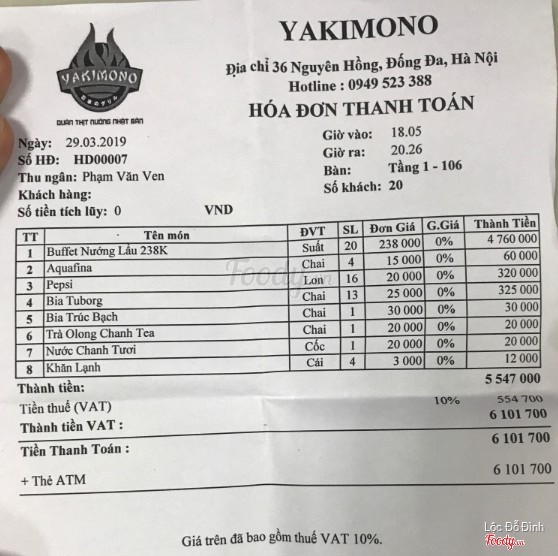 YAKIMONO
YAKIMONO
QUÁN THỊT NƯỚNG NHẬT BẢN
Địa chỉ 36 Nguyên Hồng, Đống Đa, Hà Nội
Hotline : 0949 523 388
HÓA ĐƠN THANH TOÁN
Ngày: 29.03.2019 Giờ vào: 18.05
Số HĐ: HD00007 Giờ ra: 20.26
Thu ngân: Phạm Văn Ven Bàn: Tầng 1 - 106
Khách hàng: Số khách: 20
Số tiền tích lũy: 0 VND
TT Tên món ĐVT SL Đơn Giá G.Giá Thành Tiền
1 Buffet Nướng Lẩu 238K Suất 20 238 000 0% 4 760 000
2 Aquafina Chai 4 15 000 0% 60 000
3 Pepsi Lon 16 20 000 0% 320 000
4 Bia Tuborg Chai 13 25 000 0% 325 000
5 Bia Trúc Bạch Chai 1 30 000 0% 30 000
6 Trà Olong Chanh Tea Chai 1 20 000 0% 20 000
7 Nước Chanh Tươi Cốc 1 20 000 0% 20 000
8 Khăn Lạnh Cái 4 3 000 0% 12 000
Thành tiền: 5 547 000
Tiền thuế (VAT) 10% 554 700
Thành tiền VAT : 6 101 700
Tiền Thanh Toán : 6 101 700
+ Thẻ ATM 6 101 700
Giá trên đã bao gồm thuế VAT 10%.
Foody.vn
Lộc Đỗ Đình
Foody.vn